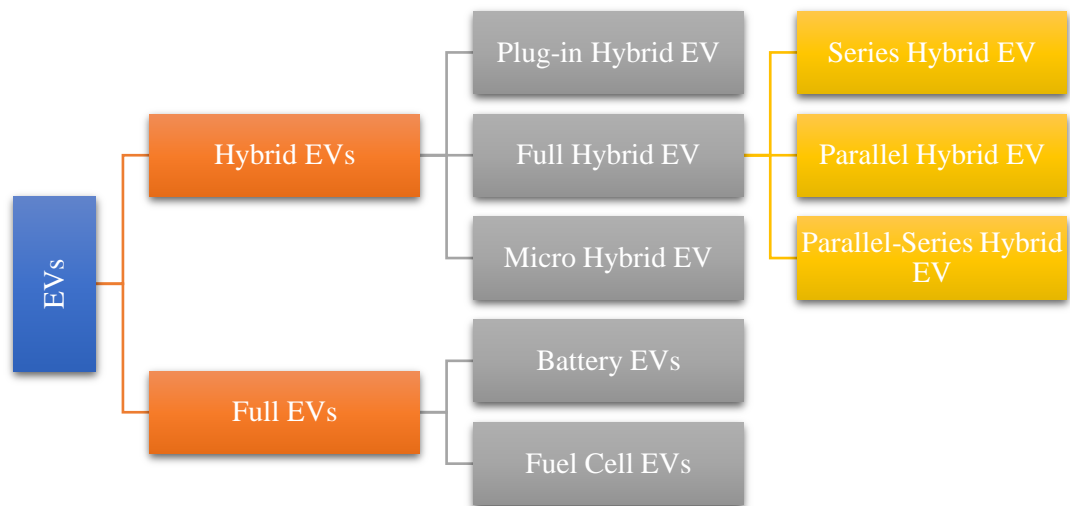 EVs
Hybrid EVs
Plug-in Hybrid EV
Full Hybrid EV
Series Hybrid EV
Parallel Hybrid EV
Parallel-Series Hybrid
EV
Micro Hybrid EV
Full EVs
Battery EVs
Fuel Cell EVs